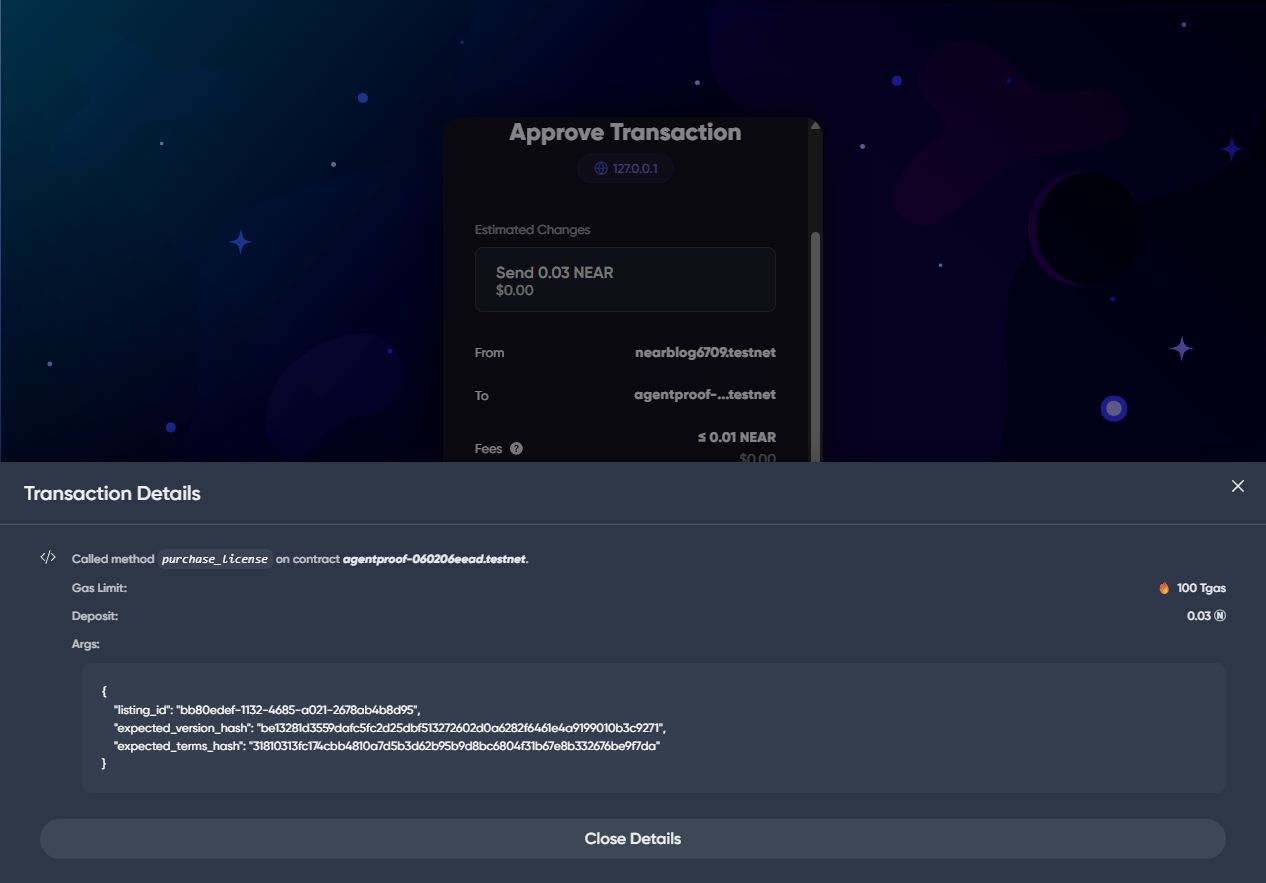 Approve Transaction
127.0.0.1
Estimated Changes
Send 0.03 NEAR
$0.00
From nearblog6709.testnet
To agentproof-...testnet
Fees ? ≤ 0.01 NEAR
$0.00
Transaction Details
</> Called method purchase_license on contract agentproof-060206eead.testnet.
Gas Limit: 100 Tgas
Deposit: 0.03 N
Args:
{
"listing_id": "bb80edef-1132-4685-a021-2678ab4b8d95",
"expected_version_hash": "be13281d3559dafc5fc2d25dbf513272602d0a6282f6461e4a9199010b3c9271",
"expected_terms_hash": "31810313fc174cbb4810a7d5b3d62b95b9d8bc6804f31b67e8b332676be9f7da"
}
Close Details